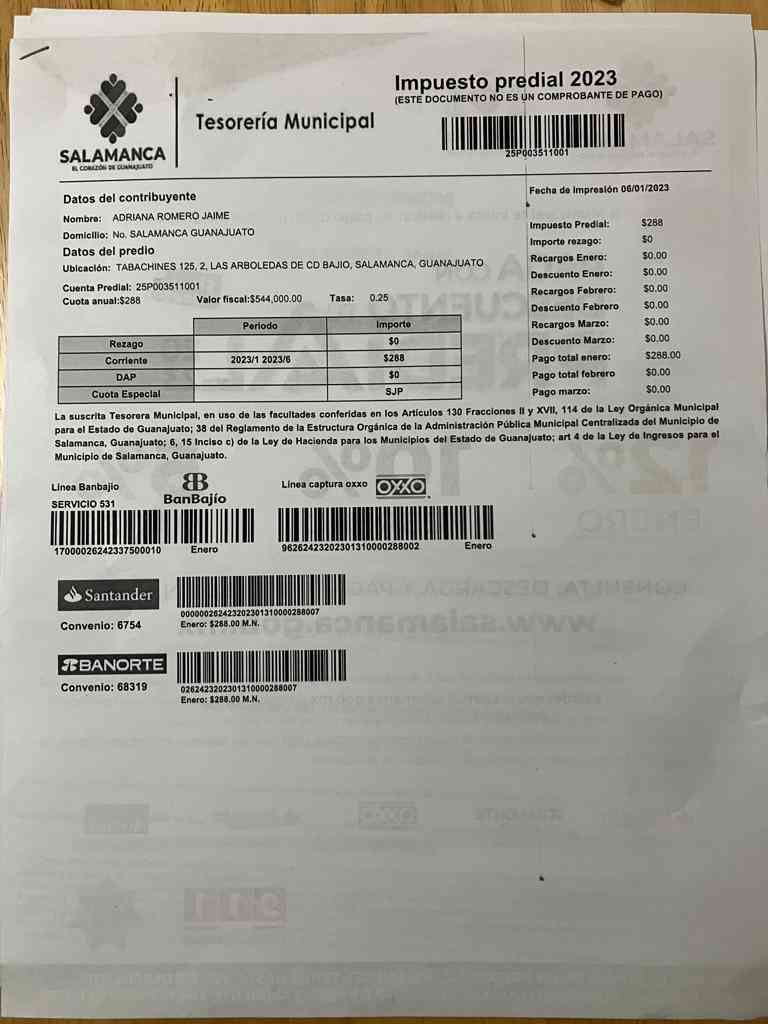 Impuesto predial 2023
(ESTE DOCUMENTO NO ES UN COMPROBANTE DE PAGO)
Tesorería Municipal
SALAMANCA
EL CORAZÓN DE GUANAJUATO
25P003511001
Datos del contribuyente
Fecha de Impresión 06/01/2023
Nombre: ADRIANA ROMERO JAIME
Domicilio: No. SALAMANCA GUANAJUATO
Datos del predio
Ubicación: TABACHINES 125, 2, LAS ARBOLEDAS DE CD BAJIO, SALAMANCA, GUANAJUATO
Cuenta Predial: 25P003511001
Cuota anual:$288 Valor fiscal:$544,000.00 Tasa: 0.25
Impuesto Predial: $288
Importe rezago: $0
Recargos Enero: $0.00
Descuento Enero: $0.00
Recargos Febrero: $0.00
Descuento Febrero $0.00
Recargos Marzo: $0.00
Descuento Marzo: $0.00
Pago total enero: $288.00
Pago total febrero $0.00
Pago marzo: $0.00
Periodo Importe
Rezago $0
Corriente 2023/1 2023/6 $288
DAP $0
Cuota Especial SJP
La suscrita Tesorera Municipal, en uso de las facultades conferidas en los Artículos 130 Fracciones II y XVII, 114 de la Ley Orgánica Municipal
para el Estado de Guanajuato; 38 del Reglamento de la Estructura Orgánica de la Administración Pública Municipal Centralizada del Municipio de
Salamanca, Guanajuato; 6, 15 Inciso c) de la Ley de Hacienda para los Municipios del Estado de Guanajuato; art 4 de la Ley de Ingresos para el
Municipio de Salamanca, Guanajuato.
Línea Banbajio
BanBajío
SERVICIO 531
17000026242337500010 Enero
Línea captura oxxo OXXO
96262423202301310000288002 Enero
Santander
Convenio: 6754
0000002624232023013100​00288007
Enero: $288.00 M.N.
BANORTE
Convenio: 68319
0262423202301310000288007
Enero: $288.00 M.N.